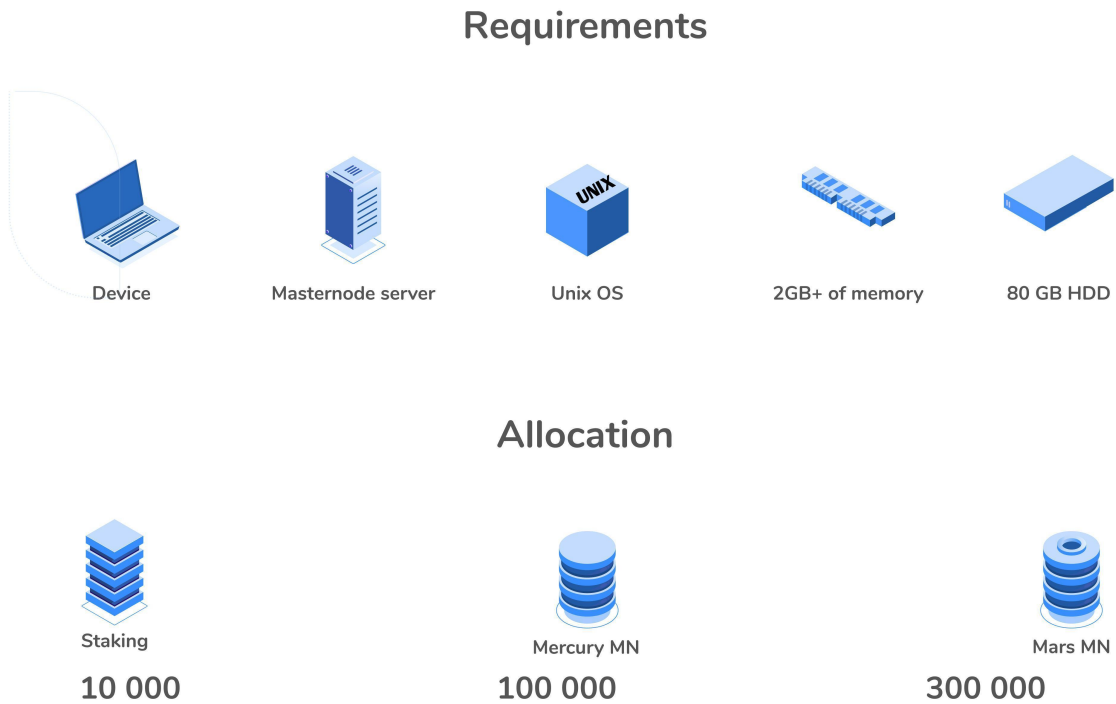 Requirements
UNIX
Device
Masternode server
Unix OS
2GB+ of memory
80 GB HDD
Allocation
Staking
Mercury MN
Mars MN
10 000
100 000
300 000